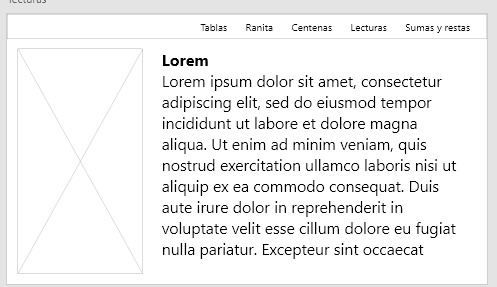 lecturas
Tablas Ranita Centenas Lecturas Sumas y restas
Lorem
Lorem ipsum dolor sit amet, consectetur
adipiscing elit, sed do eiusmod tempor
incididunt ut labore et dolore magna
aliqua. Ut enim ad minim veniam, quis
nostrud exercitation ullamco laboris nisi ut
aliquip ex ea commodo consequat. Duis
aute irure dolor in reprehenderit in
voluptate velit esse cillum dolore eu fugiat
nulla pariatur. Excepteur sint occaecat